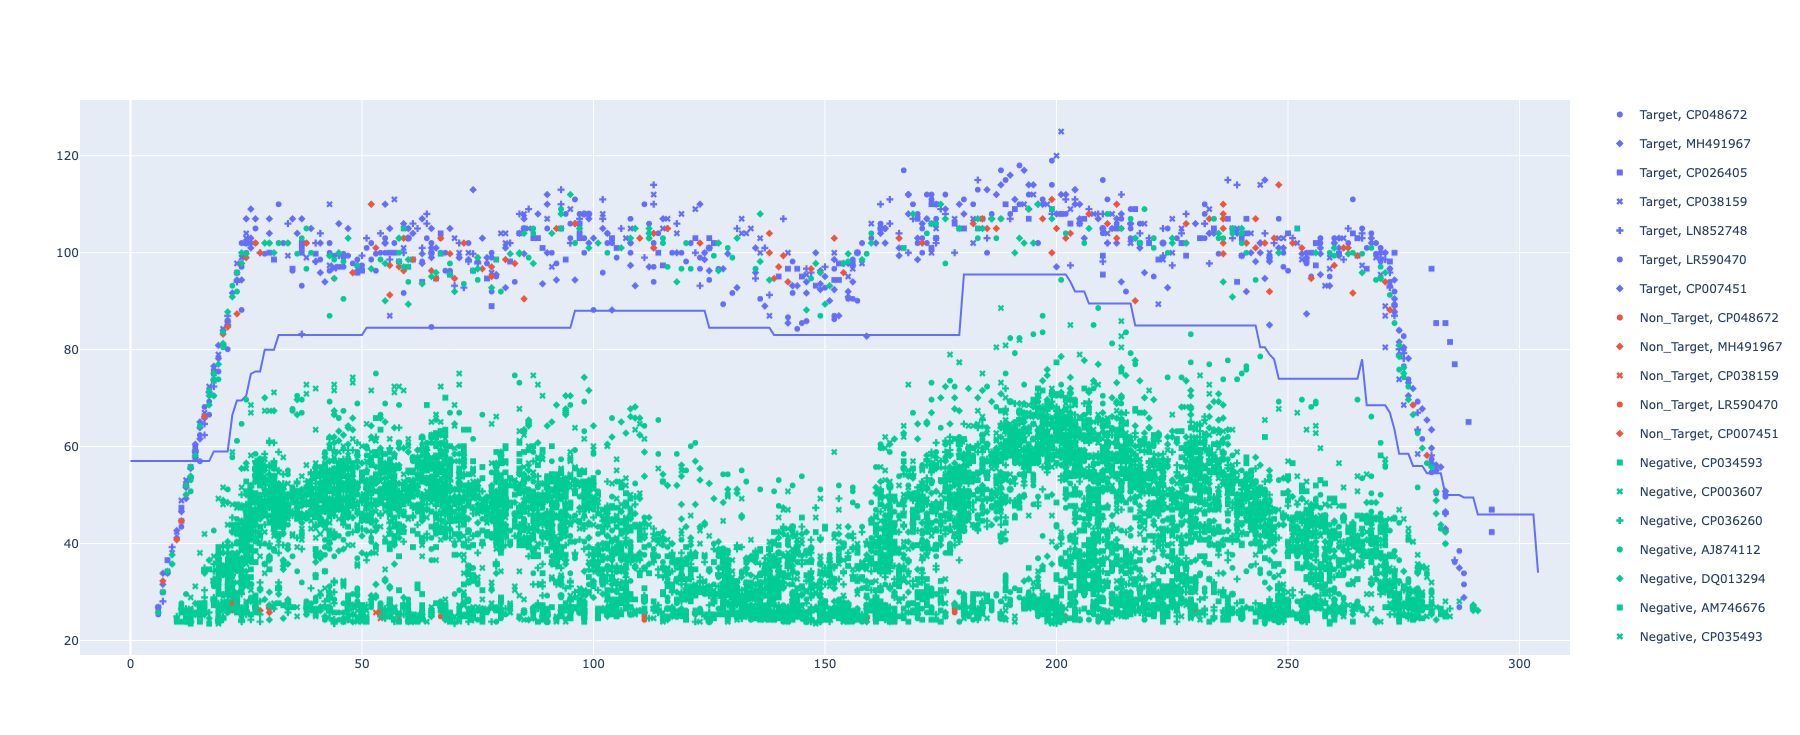 120
100
80
60
40
20
0 50 100 150 200 250 300
Target, CP048672
Target, MH491967
Target, CP026405
Target, CP038159
Target, LN852748
Target, LR590470
Target, CP007451
Non_Target, CP048672
Non_Target, MH491967
Non_Target, CP038159
Non_Target, LR590470
Non_Target, CP007451
Negative, CP034593
Negative, CP003607
Negative, CP036260
Negative, AJ874112
Negative, DQ013294
Negative, AM746676
Negative, CP035493